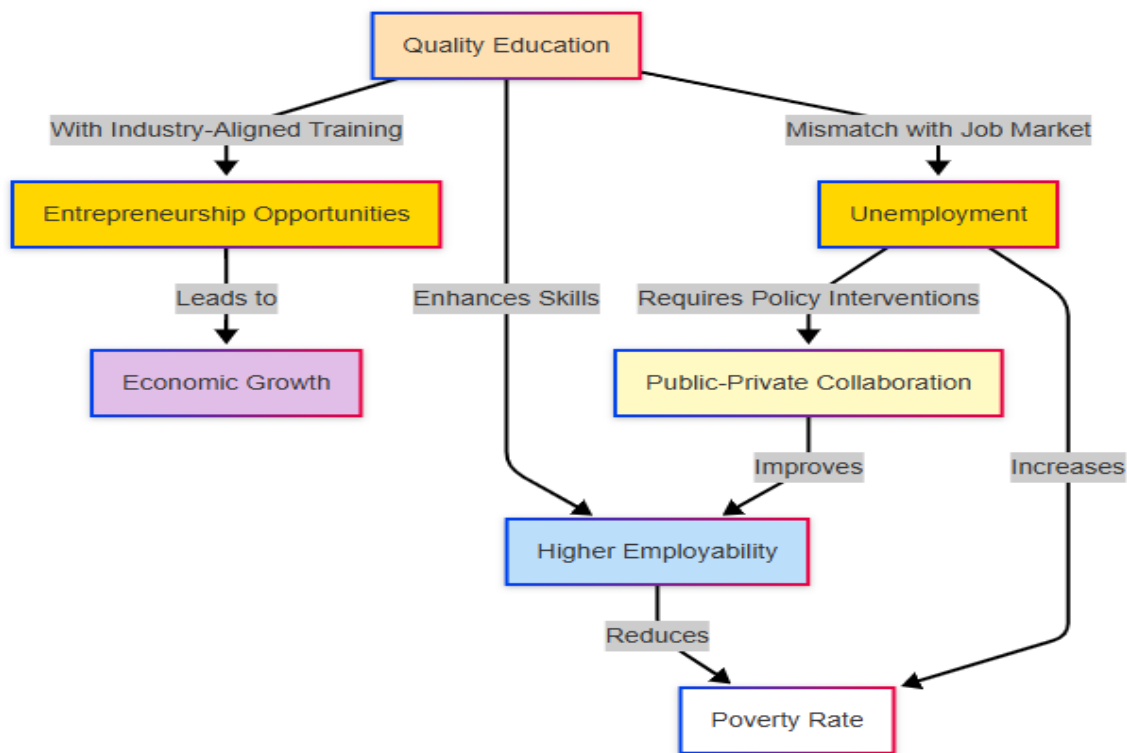 Quality Education
With Industry-Aligned Training
Mismatch with Job Market
Entrepreneurship Opportunities
Unemployment
Leads to
Enhances Skills
Requires Policy Interventions
Economic Growth
Public-Private Collaboration
Improves
Increases
Higher Employability
Reduces
Poverty Rate